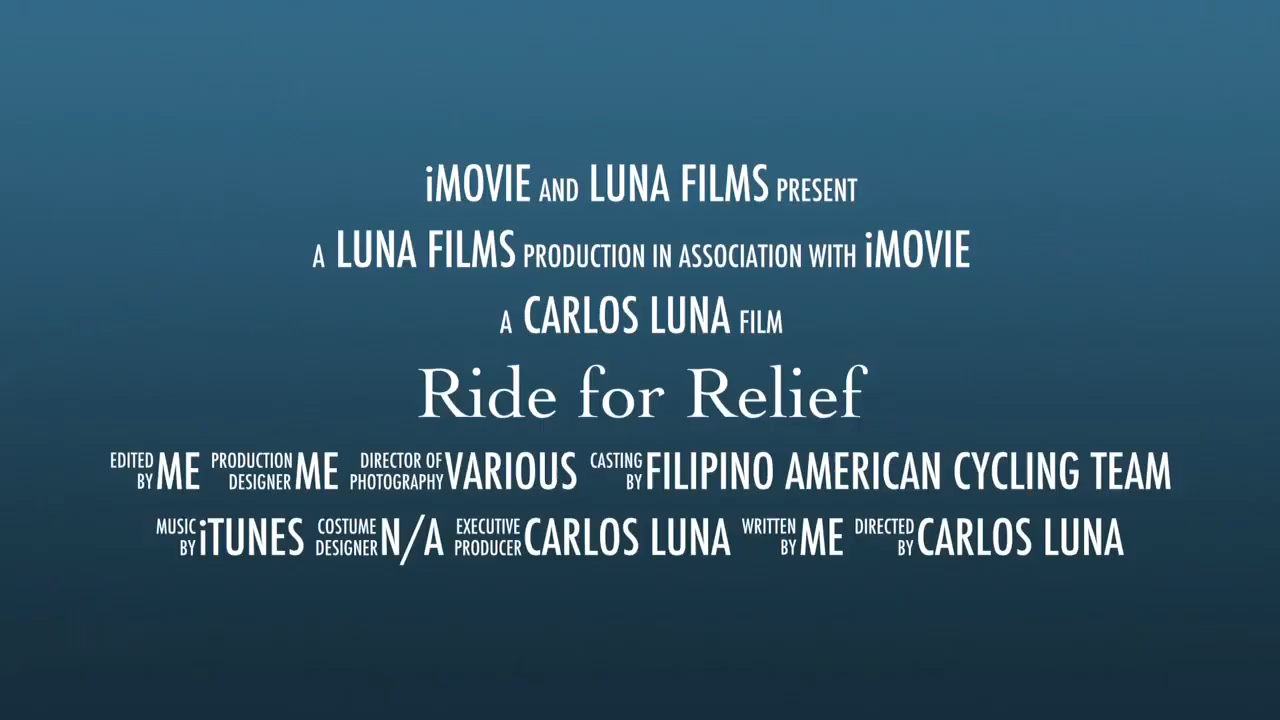 iMOVIE AND LUNA FILMS PRESENT
A LUNA FILMS PRODUCTION IN ASSOCIATION WITH iMOVIE
A CARLOS LUNA FILM
Ride for Relief
EDITED BY ME PRODUCTION DESIGNER ME DIRECTOR OF PHOTOGRAPHY VARIOUS CASTING BY FILIPINO AMERICAN CYCLING TEAM
MUSIC BY iTUNES COSTUME DESIGNER N/A EXECUTIVE PRODUCER CARLOS LUNA WRITTEN BY ME DIRECTED BY CARLOS LUNA